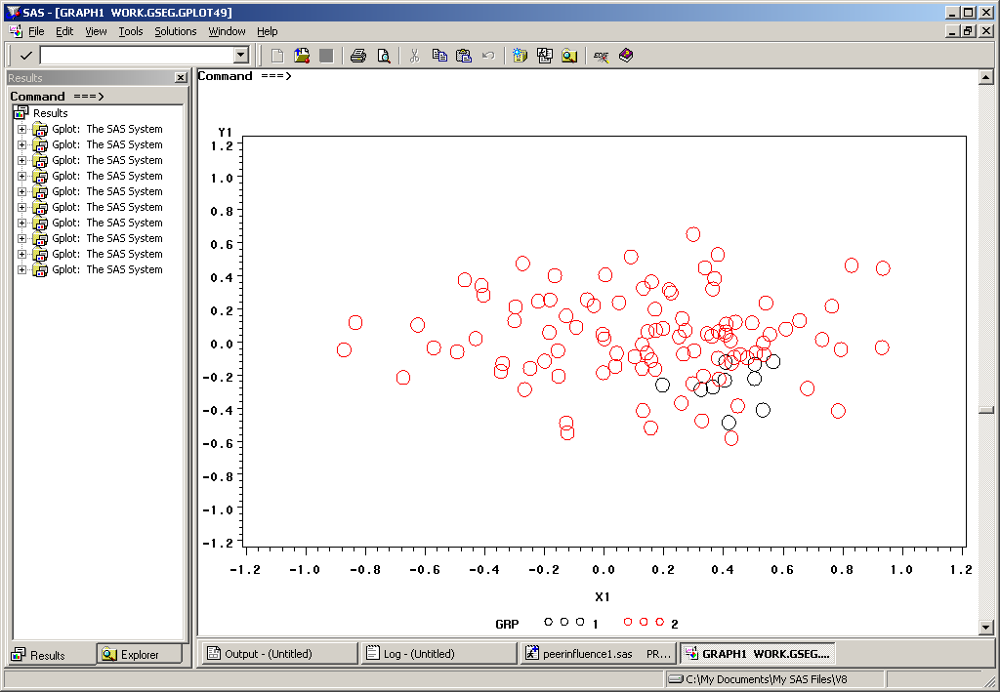 SAS - [GRAPH1 WORK.GSEG.GPLOT49]
File Edit View Tools Solutions Window Help
Results
Command ===>
Results
Gplot: The SAS System
Gplot: The SAS System
Gplot: The SAS System
Gplot: The SAS System
Gplot: The SAS System
Gplot: The SAS System
Gplot: The SAS System
Gplot: The SAS System
Gplot: The SAS System
Gplot: The SAS System
Command ===>
Y1
1.2
1.0
0.8
0.6
0.4
0.2
0.0
-0.2
-0.4
-0.6
-0.8
-1.0
-1.2
-1.2 -1.0 -0.8 -0.6 -0.4 -0.2 0.0 0.2 0.4 0.6 0.8 1.0 1.2
X1
GRP 1 2
Results Explorer
Output - (Untitled) Log - (Untitled) peerinfluence1.sas PR... GRAPH1 WORK.GSEG....
C:\My Documents\My SAS Files\V8